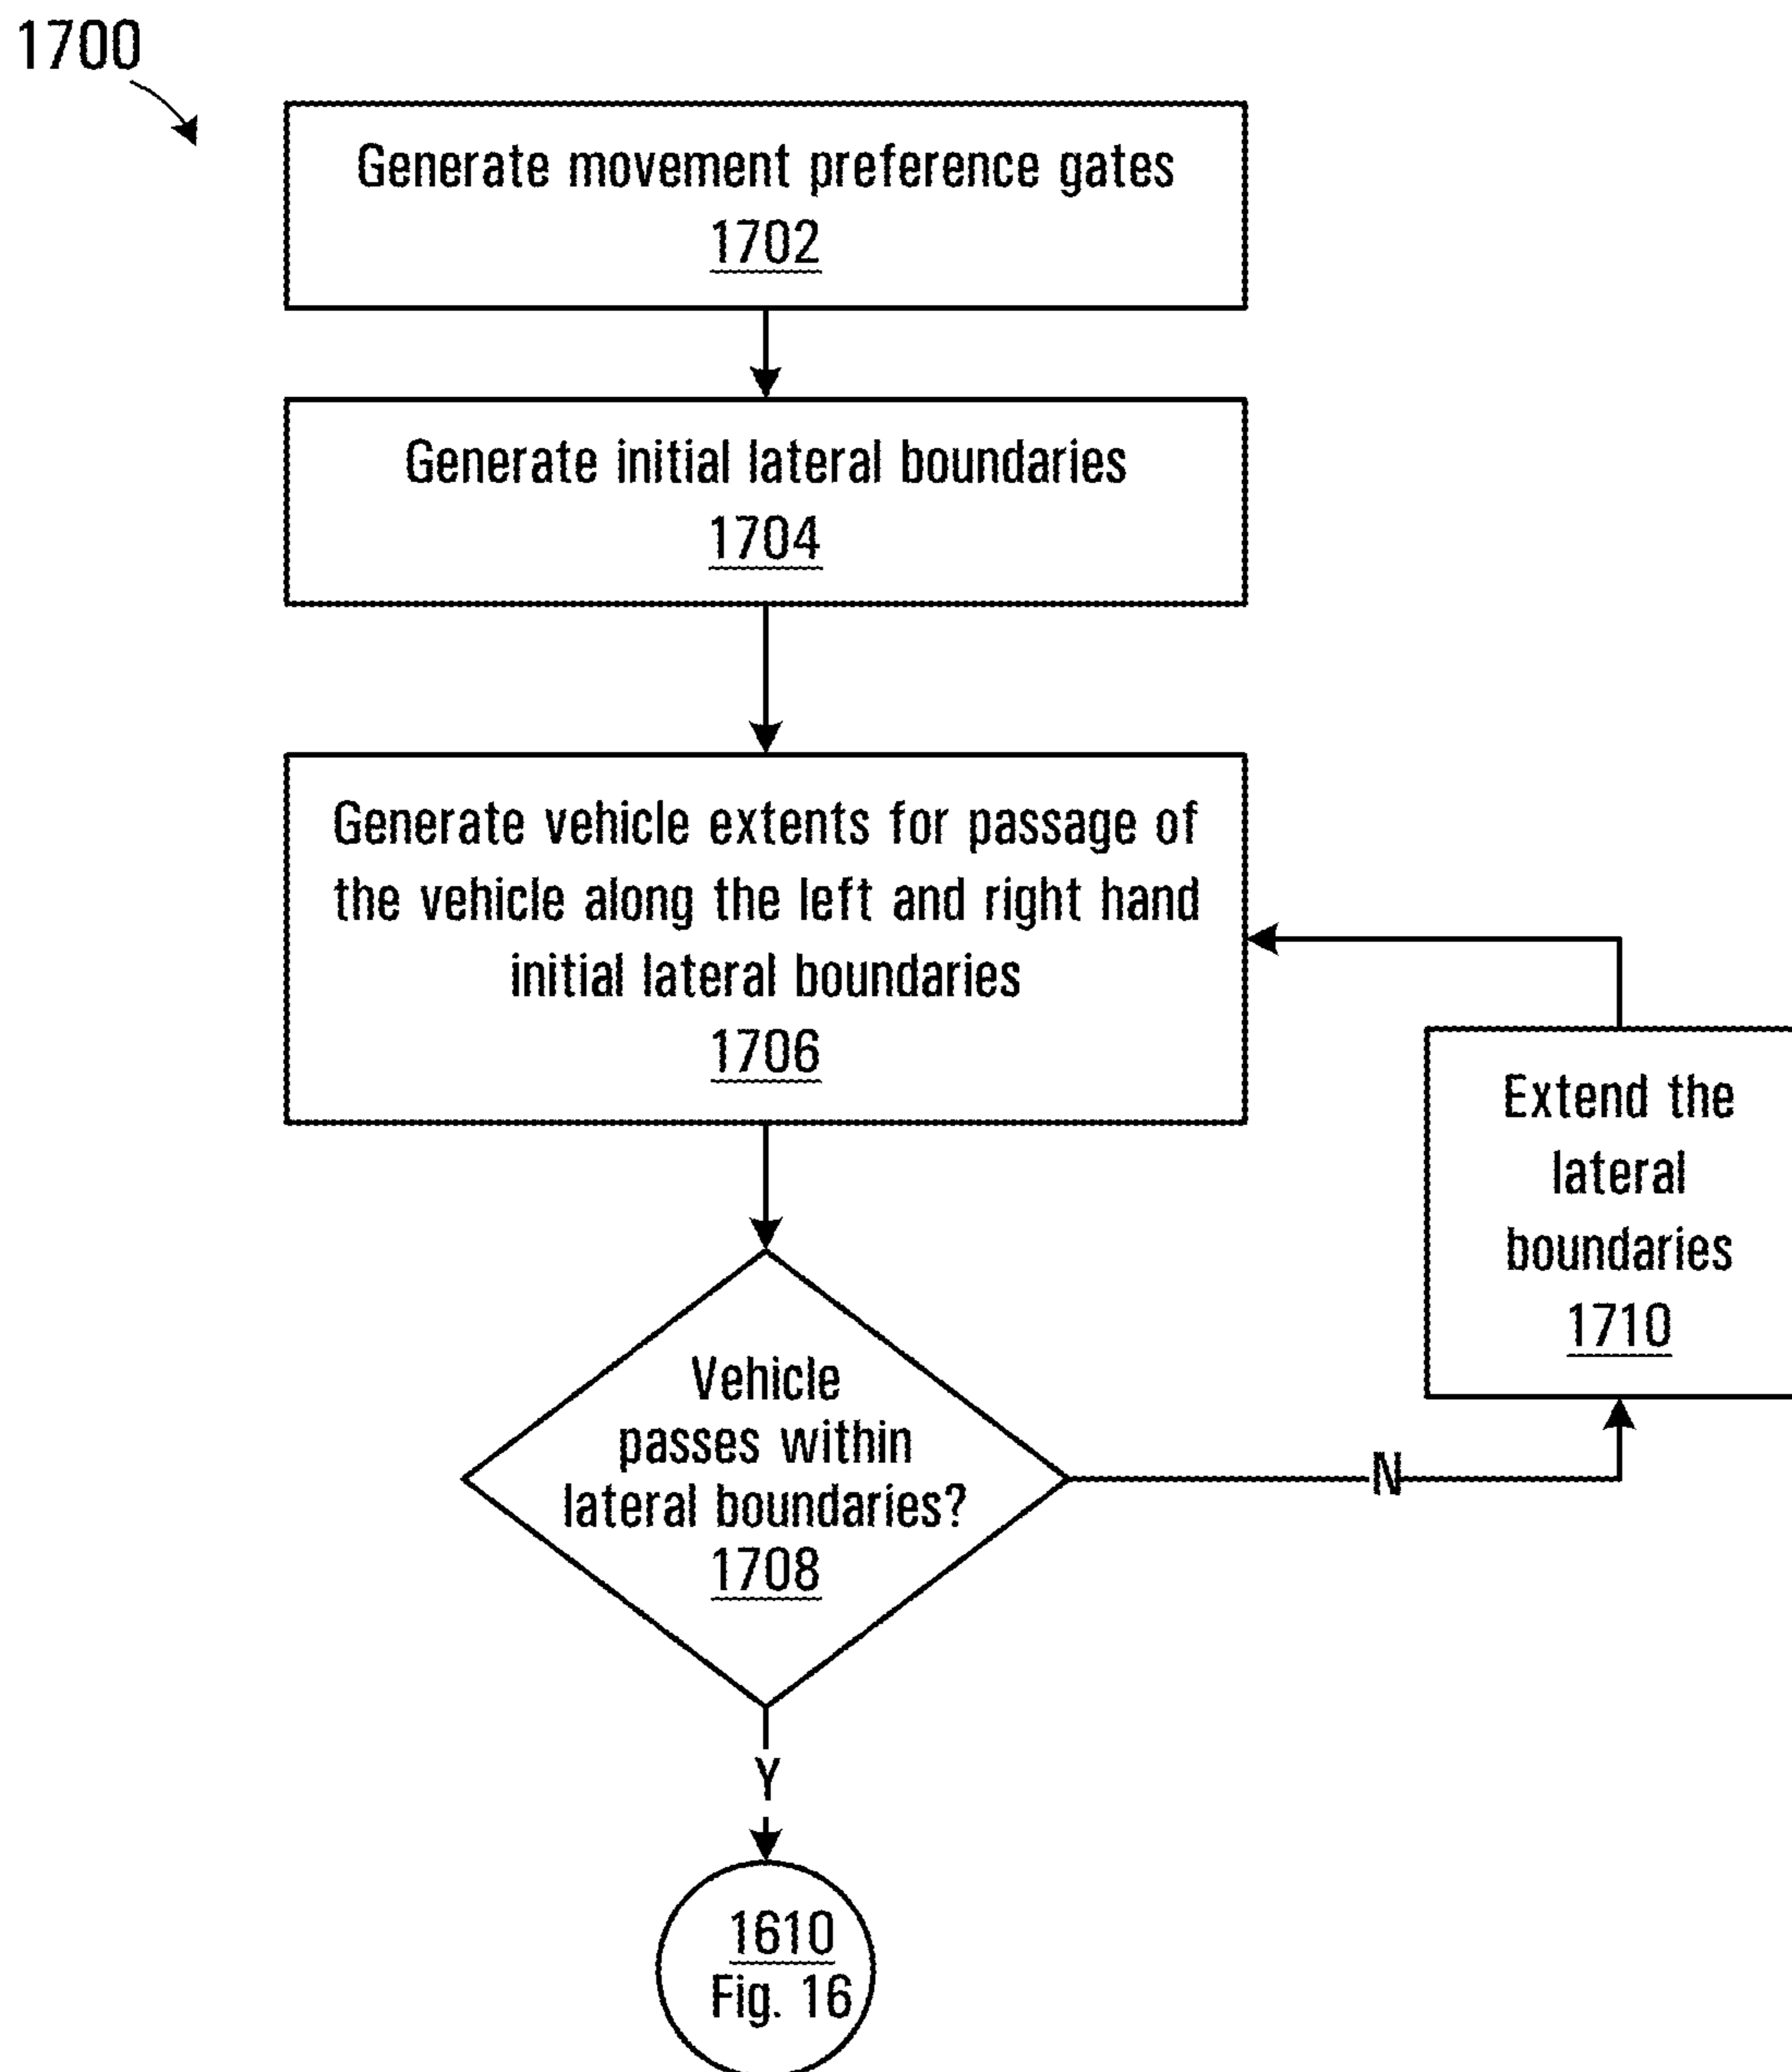 1700
Generate movement preference gates
1702
Generate initial lateral boundaries
1704
Generate vehicle extents for passage of
the vehicle along the left and right hand
initial lateral boundaries
1706
Extend the
lateral
boundaries
1710
Vehicle
passes within
lateral boundaries?
1708
N
Y
1610
Fig. 16